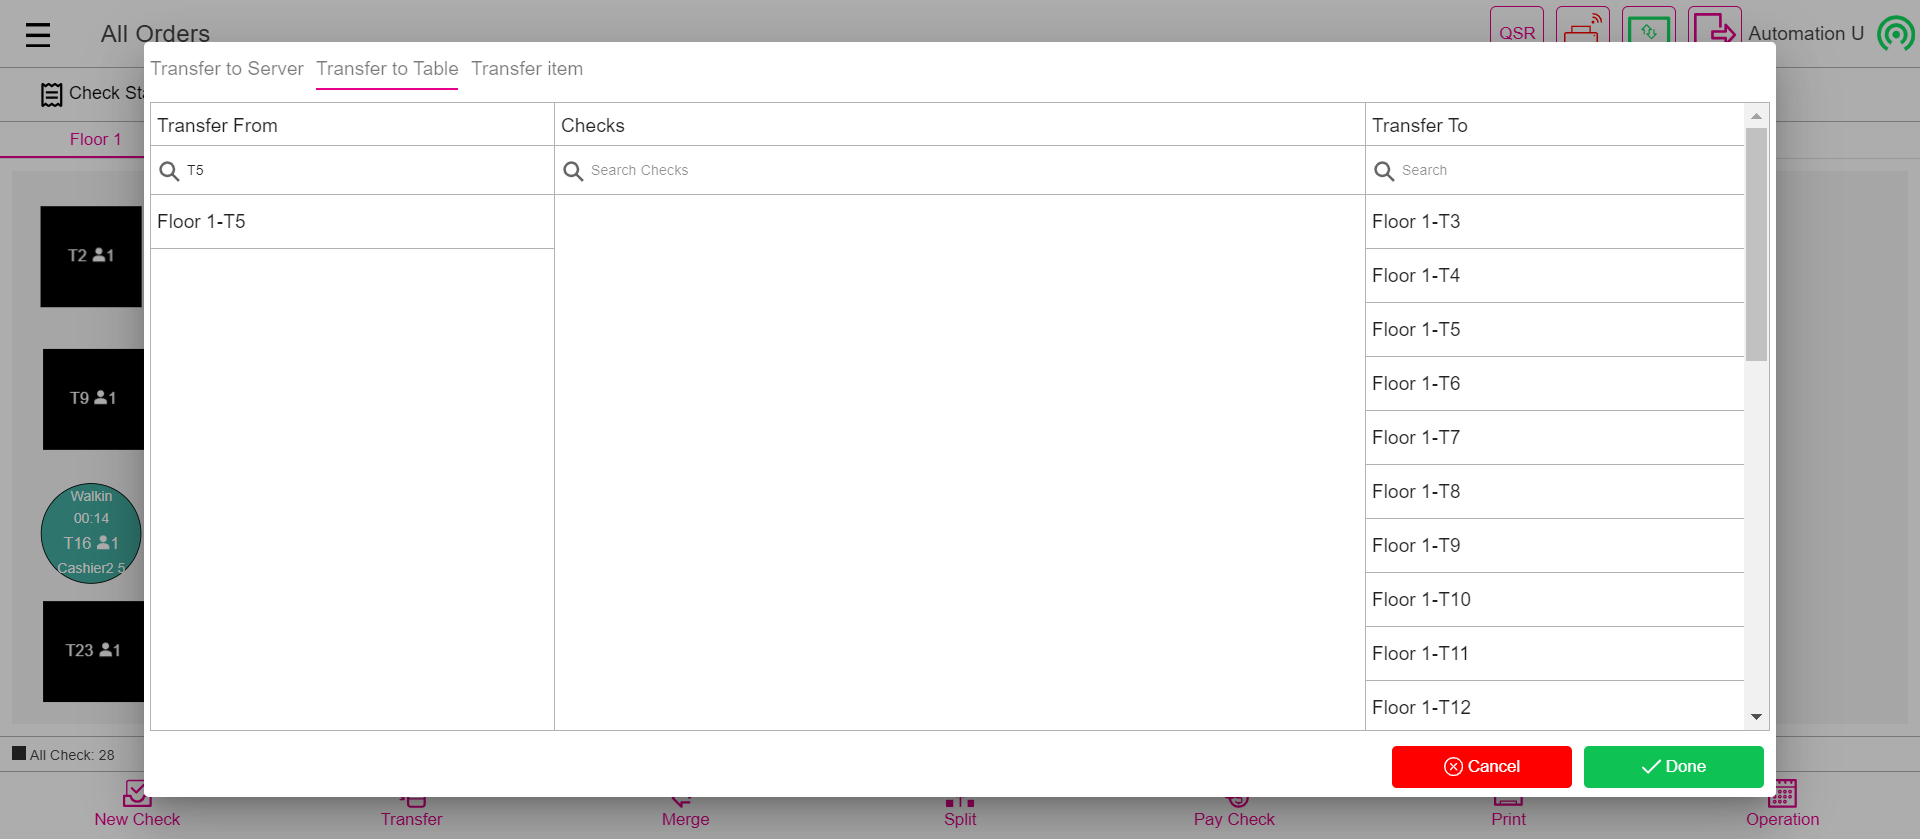 All Orders
QSR
Automation U
Check Sta
Floor 1
Transfer to Server
Transfer to Table
Transfer item
Transfer From
Checks
Transfer To
T5
Search Checks
Search
Floor 1-T5
Floor 1-T3
Floor 1-T4
Floor 1-T5
Floor 1-T6
Floor 1-T7
Floor 1-T8
Floor 1-T9
Floor 1-T10
Floor 1-T11
Floor 1-T12
T2 1
T9 1
Walkin
00:14
T16 1
Cashier2 5
T23 1
Cancel
Done
All Check: 28
New Check
Transfer
Merge
Split
Pay Check
Print
Operation